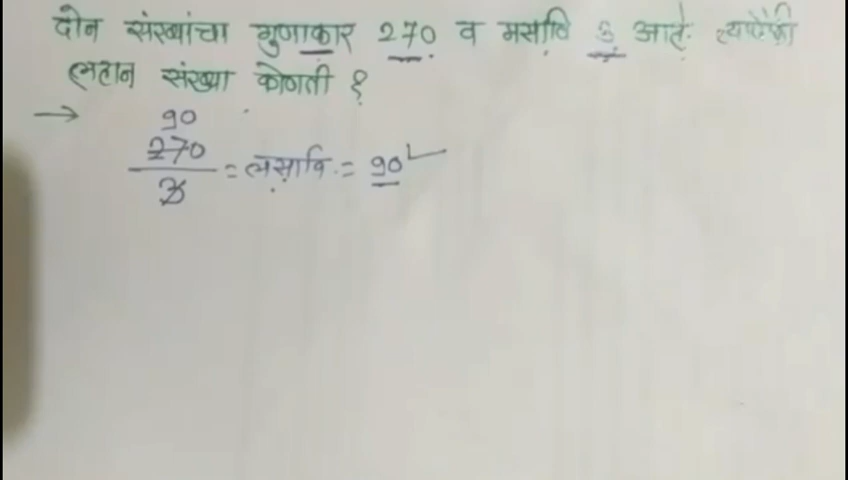 दोन संख्यांचा गुणाकार 270 व मसावि 3 आहे. त्यापैकी
लहान संख्या कोणती ?
→ 90
270
3 = लसावि = 90